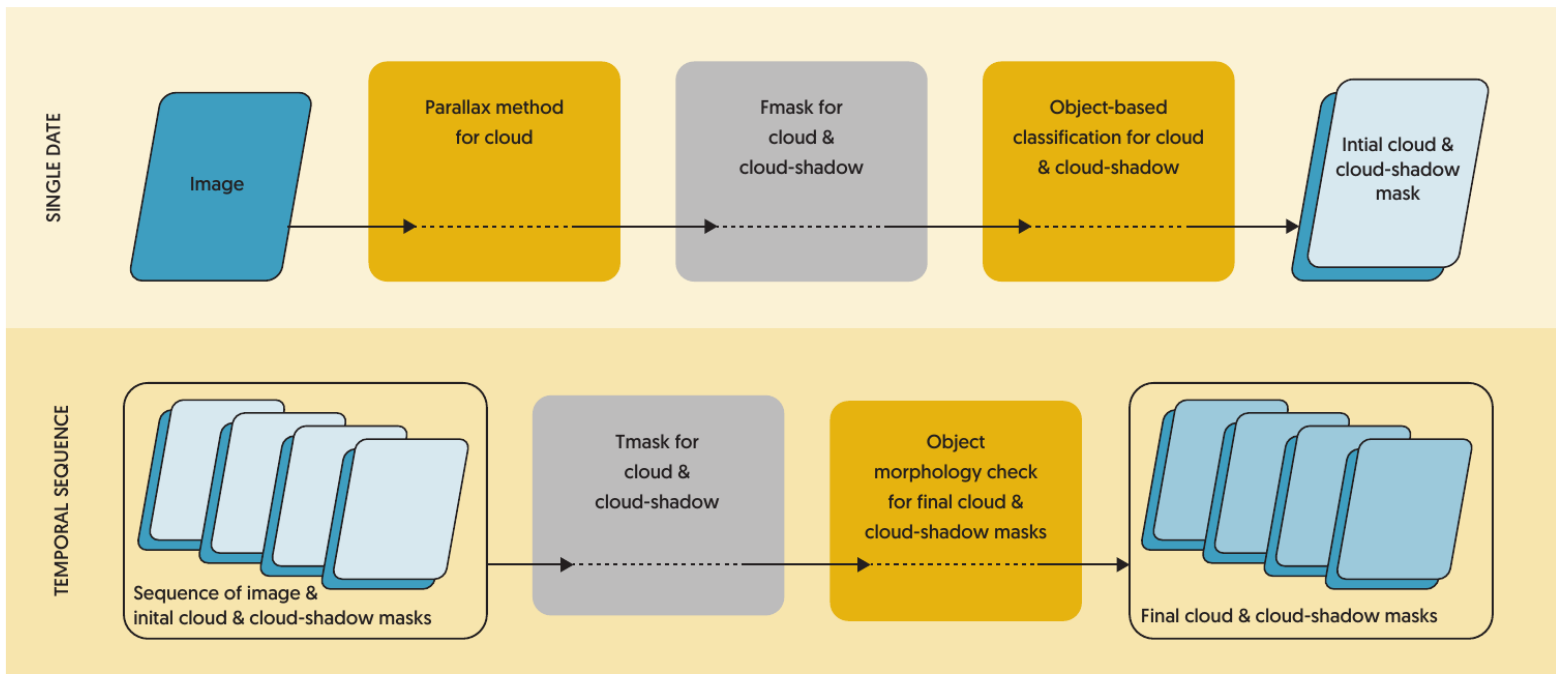 SINGLE DATE
Image
Parallax method
for cloud
Fmask for
cloud &
cloud-shadow
Object-based
classification for cloud
& cloud-shadow
Intial cloud &
cloud-shadow
mask
TEMPORAL SEQUENCE
Sequence of image &
inital cloud & cloud-shadow masks
Tmask for
cloud &
cloud-shadow
Object
morphology check
for final cloud &
cloud-shadow masks
Final cloud & cloud-shadow masks